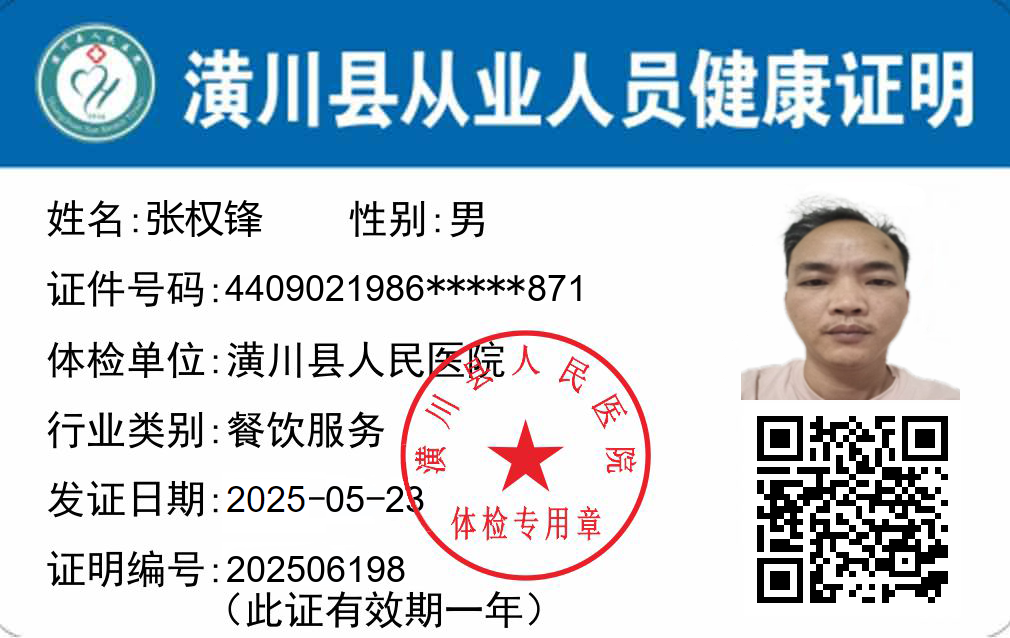 潢川县从业人员健康证明
姓名:张权锋 性别:男
证件号码:4409021986*****871
体检单位:潢川县人民医院
行业类别:餐饮服务
发证日期:2025-05-23
证明编号:202506198
(此证有效期一年)
潢川县人民医院
体检专用章